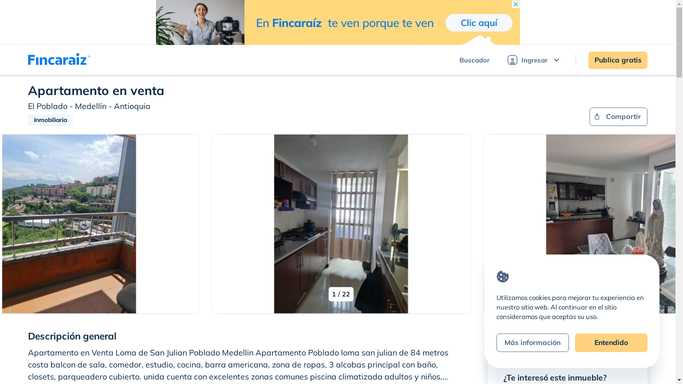 En Fincaraíz te ven porque te ven
Clic aquí
Fincaraiz
Buscador
Ingresar
Publica gratis
Apartamento en venta
El Poblado - Medellín - Antioquia
Inmobiliaria
Compartir
1 / 22
Utilizamos cookies para mejorar tu experiencia en
nuestro sitio web. Al continuar en el sitio
consideramos que aceptas su uso.
Más información
Entendido
Descripción general
Apartamento en Venta Loma de San Julian Poblado Medellin Apartamento Poblado loma san julian de 84 metros
costa balcon de sala, comedor, estudio, cocina, barra americana, zona de ropas, 3 alcobas principal con baño,
closets, parqueadero cubierto. unida cuenta con excelentes zonas comunes piscina climatizada adultos y niños,...
¿Te interesó este inmueble?